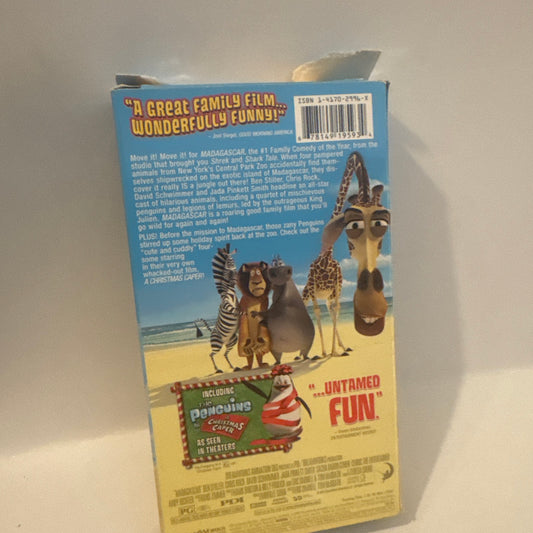 "A GREAT FAMILY FILM...
WONDERFULLY FUNNY!"
– Joel Siegel, GOOD MORNING AMERICA
ISBN 1-4170-2996-X
Move it! Move it! for MADAGASCAR, the #1 Family Comedy of the Year, from the
studio that brought you Shrek and Shark Tale. When four pampered
animals from New York's Central Park Zoo accidentally find them-
selves shipwrecked on the exotic island of Madagascar, they dis-
cover it really IS a jungle out there! Ben Stiller, Chris Rock,
David Schwimmer and Jada Pinkett Smith headline an all-star
cast of hilarious animals, including a quartet of mischievous
penguins and legions of lemurs, led by the outrageous King
Julien. MADAGASCAR is a roaring good family film that you'll
go wild for again and again!
PLUS! Before the mission to Madagascar, those zany Penguins
stirred up some holiday spirit back at the zoo. Check out the
"cute and cuddly" four-
some starring
in their very own
whacked-out film,
A CHRISTMAS CAPER!
INCLUDING
THE
PENGUINS
IN A
CHRISTMAS
CAPER
AS SEEN
IN THEATERS
"...UNTAMED
FUN."
ENTERTAINMENT WEEKLY
PG
PDI